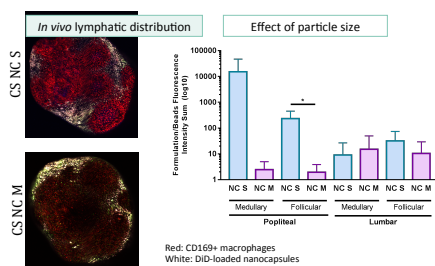 In vivo lymphatic distribution
Effect of particle size
CS NC S
CS NC M
Formulation/Beads Fluorescence
Intensity Sum (log10)
100000
10000
1000
100
10
1
*
NC S NC M NC S NC M NC S NC M NC S NC M
Medullary Follicular Medullary Follicular
Popliteal Lumbar
Red: CD169+ macrophages
White: DiD-loaded nanocapsules